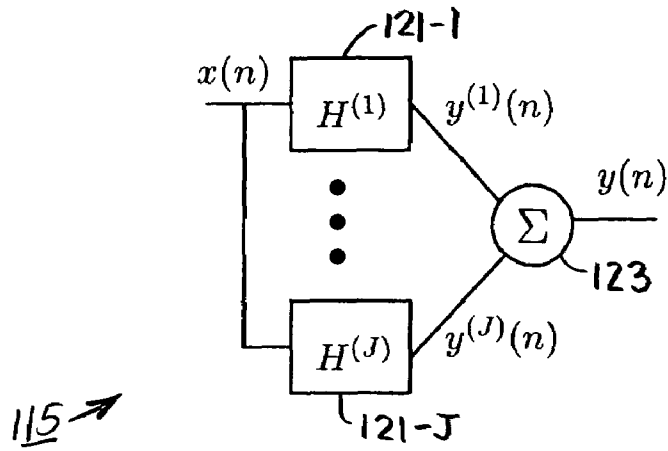 121-1
x(n)
H^{(1)}
y^{(1)}(n)
y(n)
Σ
123
H^{(J)}
y^{(J)}(n)
115
121-J